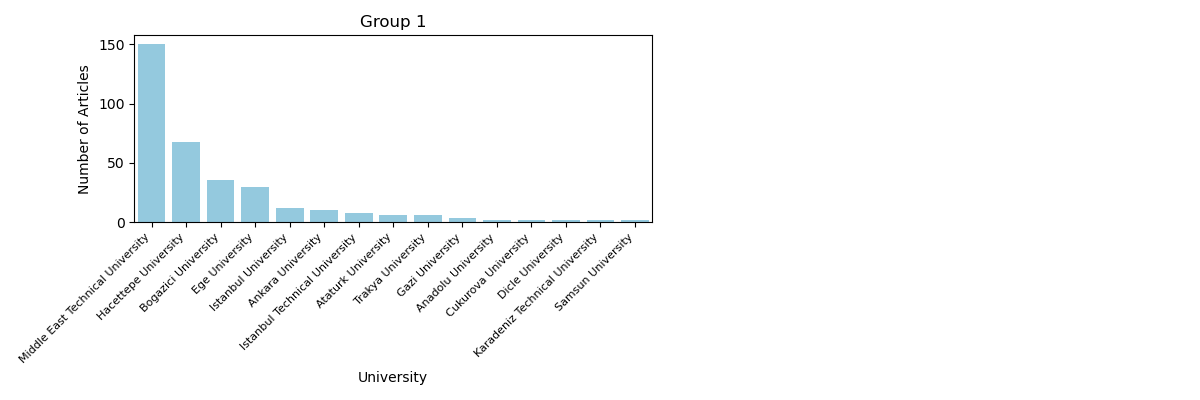 Group 1
Number of Articles
150
100
50
0
Middle East Technical University
Hacettepe University
Bogazici University
Ege University
Istanbul University
Ankara University
Istanbul Technical University
Ataturk University
Trakya University
Gazi University
Anadolu University
Cukurova University
Dicle University
Karadeniz Technical University
Samsun University
University